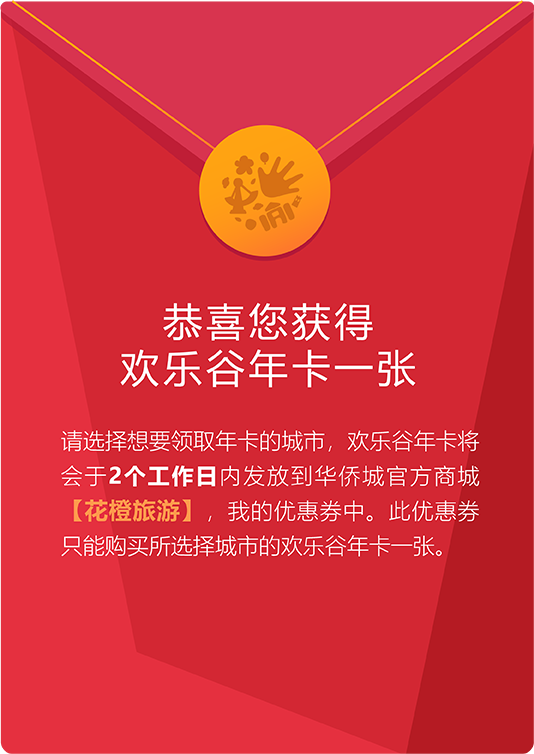 恭喜您获得
欢乐谷年卡一张
请选择想要领取年卡的城市，欢乐谷年卡将
会于2个工作日内发放到华侨城官方商城
【花橙旅游】，我的优惠券中。此优惠券
只能购买所选择城市的欢乐谷年卡一张。